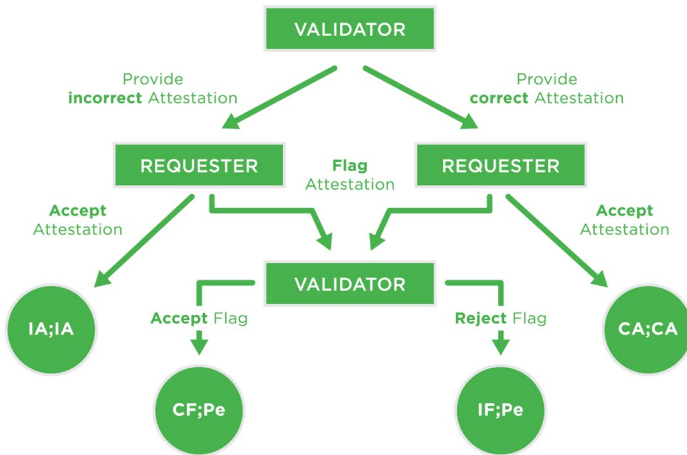 VALIDATOR
Provide
incorrect Attestation
Provide
correct Attestation
REQUESTER
Flag
Attestation
REQUESTER
Accept
Attestation
Accept
Attestation
VALIDATOR
IA;IA
Accept Flag
Reject Flag
CA;CA
CF;Pe
IF;Pe